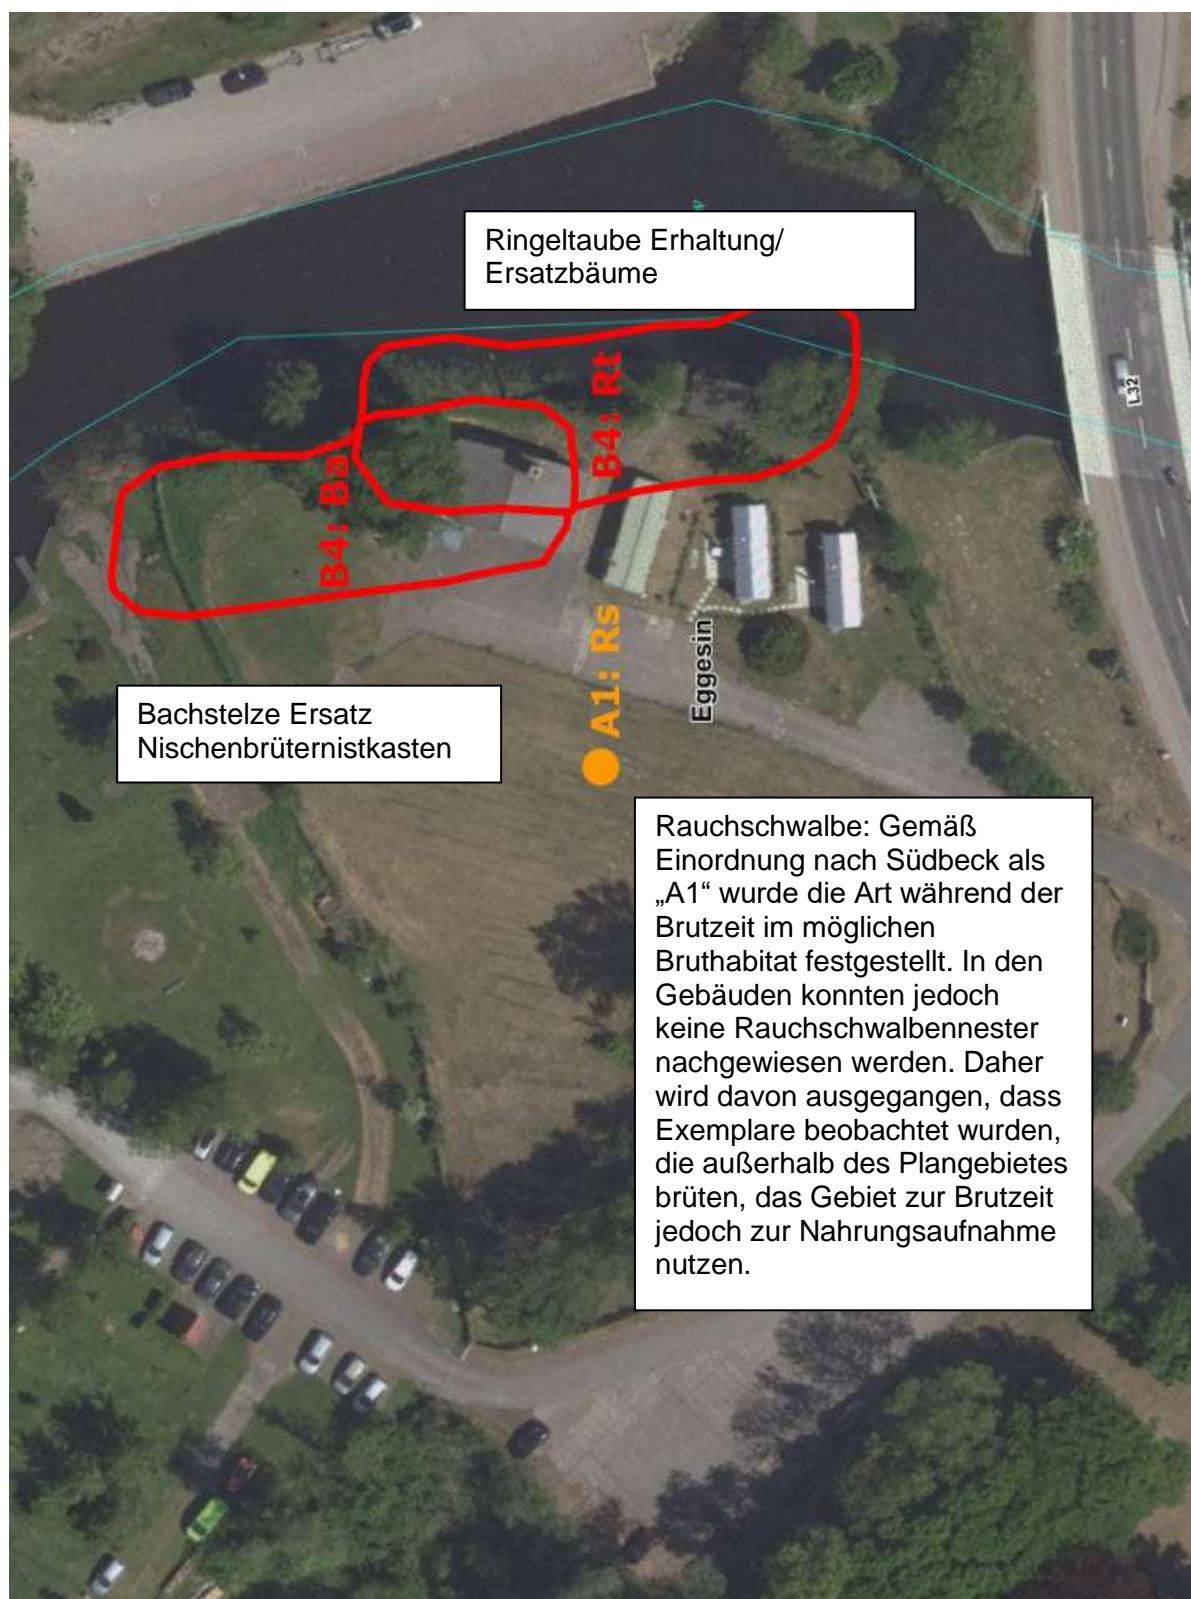 Ringeltaube Erhaltung/
Ersatzbäume
B4: Rt
B4: Ba
L32
A1: Rs
Eggesin
Bachstelze Ersatz
Nischenbrüternistkasten
Rauchschwalbe: Gemäß
Einordnung nach Südbeck als
„A1“ wurde die Art während der
Brutzeit im möglichen
Bruthabitat festgestellt. In den
Gebäuden konnten jedoch
keine Rauchschwalbennester
nachgewiesen werden. Daher
wird davon ausgegangen, dass
Exemplare beobachtet wurden,
die außerhalb des Plangebietes
brüten, das Gebiet zur Brutzeit
jedoch zur Nahrungsaufnahme
nutzen.